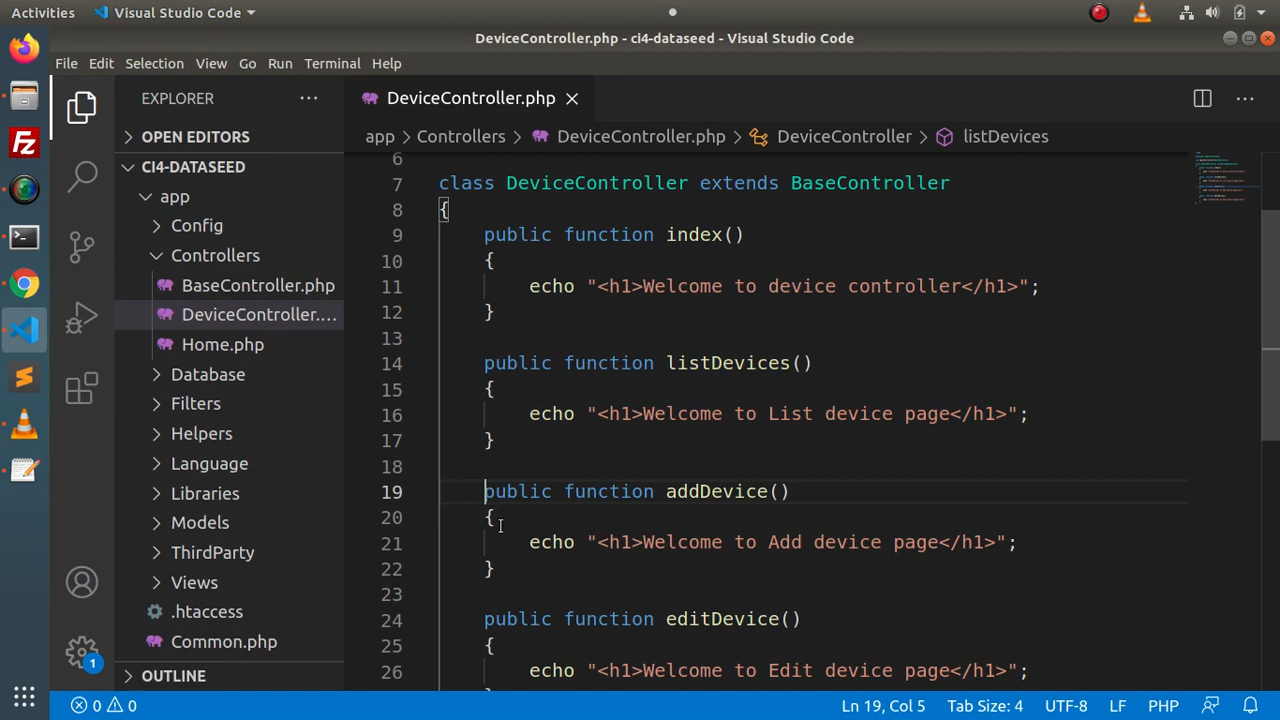 Activities Visual Studio Code
DeviceController.php - ci4-dataseed - Visual Studio Code
File Edit Selection View Go Run Terminal Help
EXPLORER
OPEN EDITORS
CI4-DATASEED
app
Config
Controllers
BaseController.php
DeviceController....
Home.php
Database
Filters
Helpers
Language
Libraries
Models
ThirdParty
Views
.htaccess
Common.php
OUTLINE
1
DeviceController.php
app > Controllers > DeviceController.php > DeviceController > listDevices
6
7 class DeviceController extends BaseController
8 {
9 public function index()
10 {
11 echo "<h1>Welcome to device controller</h1>";
12 }
13
14 public function listDevices()
15 {
16 echo "<h1>Welcome to List device page</h1>";
17 }
18
19 public function addDevice()
20 {
21 echo "<h1>Welcome to Add device page</h1>";
22 }
23
24 public function editDevice()
25 {
26 echo "<h1>Welcome to Edit device page</h1>";
0 0 Ln 19, Col 5 Tab Size: 4 UTF-8 LF PHP